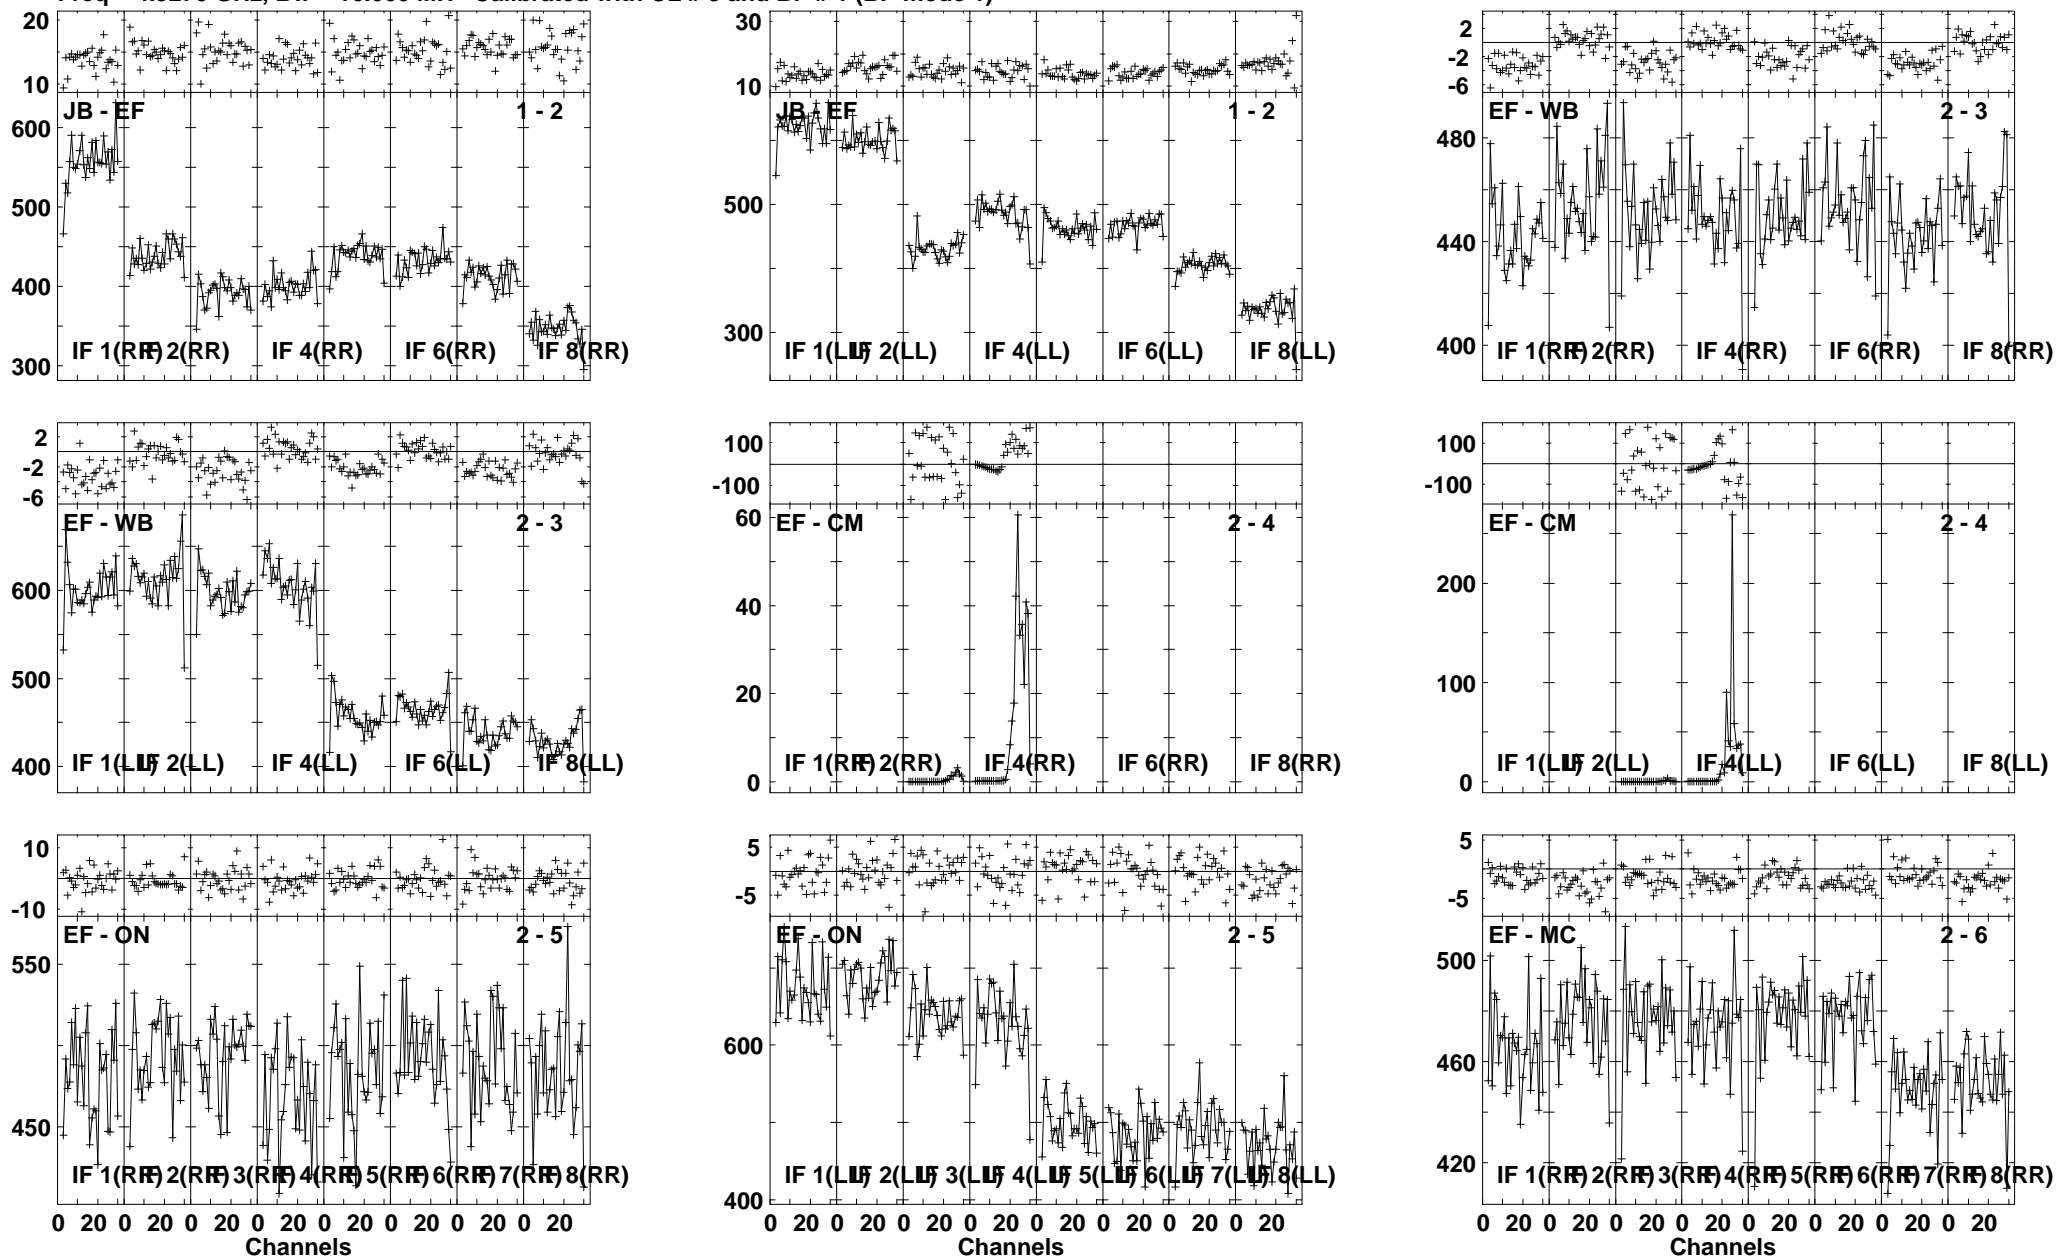 20
10
JB - EF 1 - 2
600
500
400
300
IF 1(RR) IF 2(RR) IF 4(RR) IF 6(RR) IF 8(RR)
30
10
JB - EF 1 - 2
500
300
IF 1(LL) IF 2(LL) IF 4(LL) IF 6(LL) IF 8(LL)
2
-2
-6
EF - WB 2 - 3
480
440
400
IF 1(RR) IF 2(RR) IF 4(RR) IF 6(RR) IF 8(RR)
2
-2
-6
EF - WB 2 - 3
600
500
400
IF 1(LL) IF 2(LL) IF 4(LL) IF 6(LL) IF 8(LL)
100
-100
EF - CM 2 - 4
60
40
20
0
IF 1(RR) IF 2(RR) IF 4(RR) IF 6(RR) IF 8(RR)
100
-100
EF - CM 2 - 4
200
100
0
IF 1(LL) IF 2(LL) IF 4(LL) IF 6(LL) IF 8(LL)
10
-10
EF - ON 2 - 5
550
450
IF 1(RR) IF 2(RR) IF 3(RR) IF 4(RR) IF 5(RR) IF 6(RR) IF 7(RR) IF 8(RR)
0 20 0 20 0 20 0 20 0 20 0 20 0 20 0 20
Channels
5
-5
EF - ON 2 - 5
600
400
IF 1(LL) IF 2(LL) IF 3(LL) IF 4(LL) IF 5(LL) IF 6(LL) IF 7(LL) IF 8(LL)
0 20 0 20 0 20 0 20 0 20 0 20 0 20 0 20
Channels
5
-5
EF - MC 2 - 6
500
460
420
IF 1(RR) IF 2(RR) IF 3(RR) IF 4(RR) IF 5(RR) IF 6(RR) IF 7(RR) IF 8(RR)
0 20 0 20 0 20 0 20 0 20 0 20 0 20 0 20
Channels